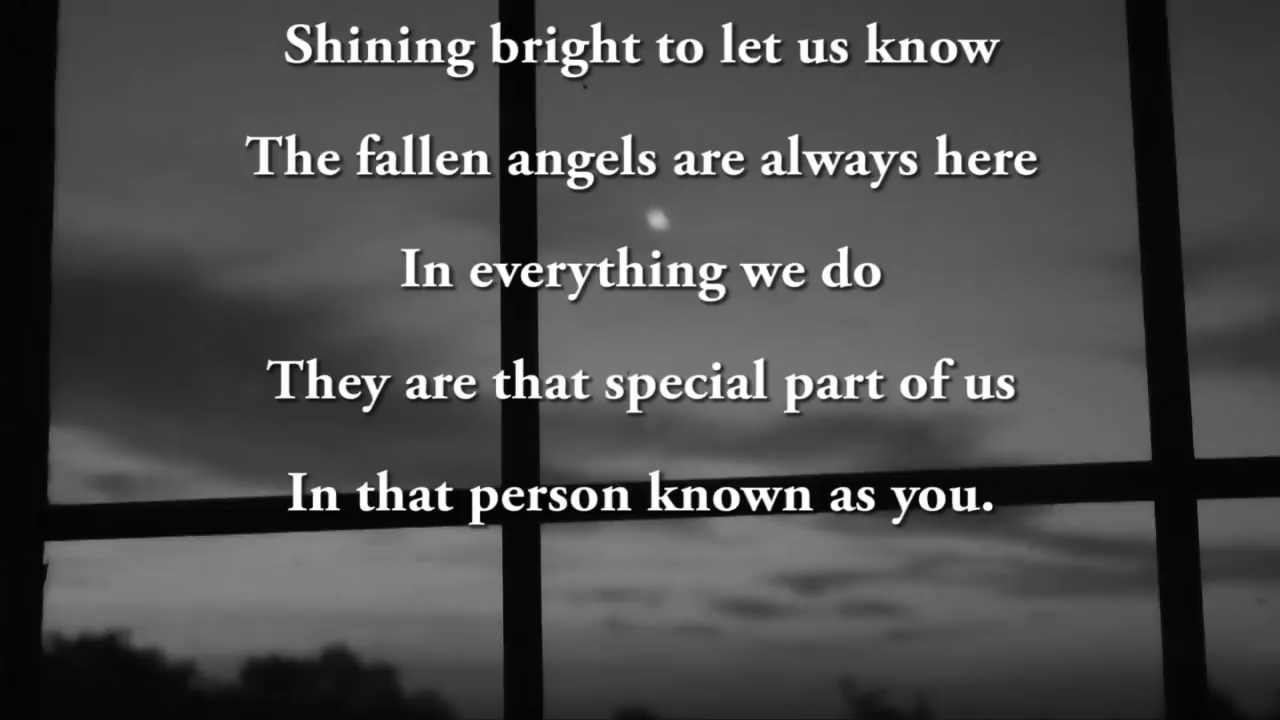 Shining bright to let us know
The fallen angels are always here
In everything we do
They are that special part of us
In that person known as you.